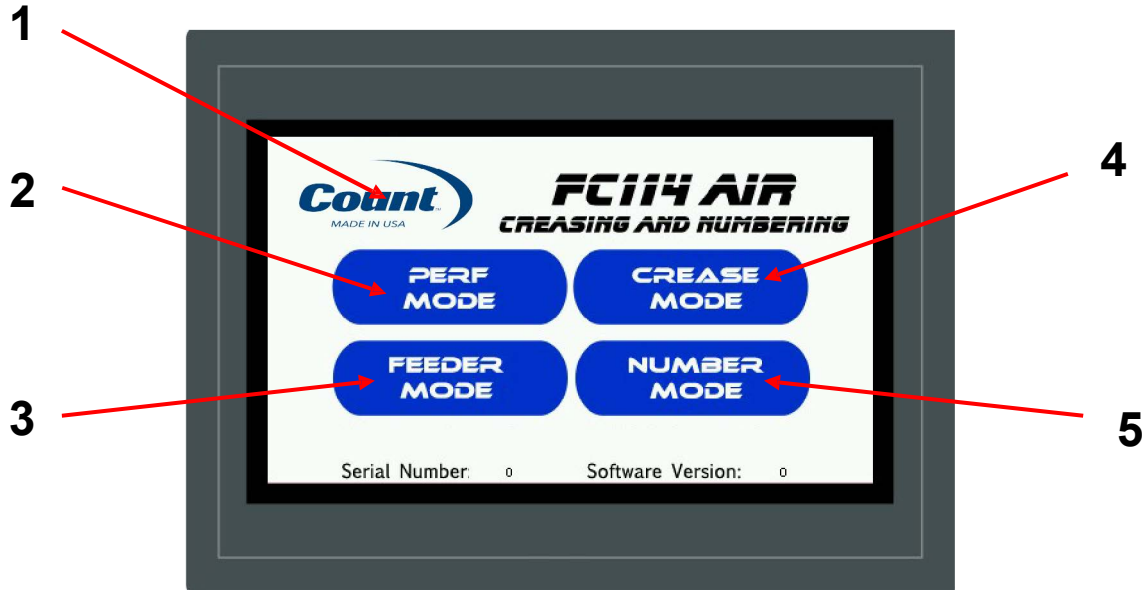 1
2
3
4
5
Count™
MADE IN USA
FC114 AIR
CREASING AND NUMBERING
PERF
MODE
CREASE
MODE
FEEDER
MODE
NUMBER
MODE
Serial Number: 0
Software Version: 0